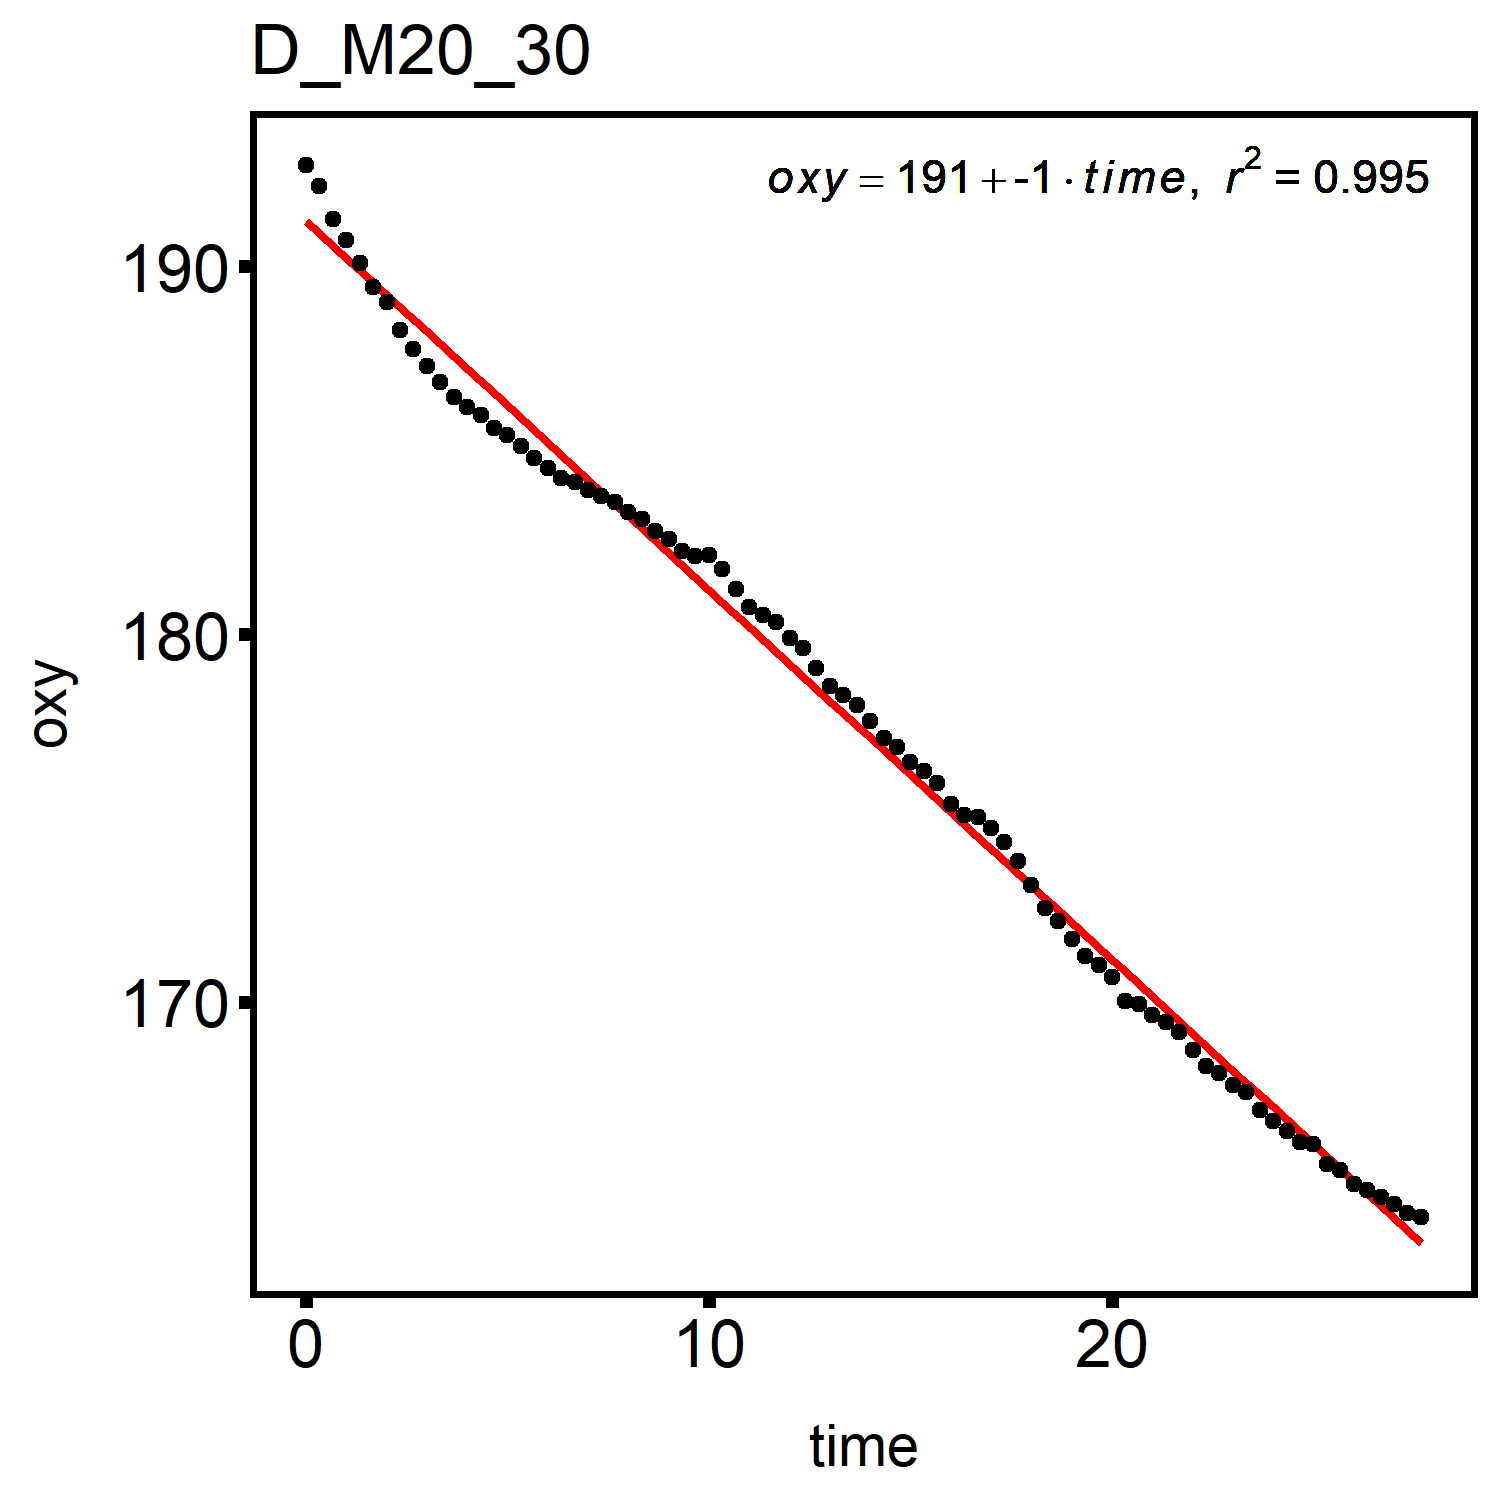 D_M20_30
oxy = 191 + -1 · time, r² = 0.995
190
180
170
oxy
0 10 20
time